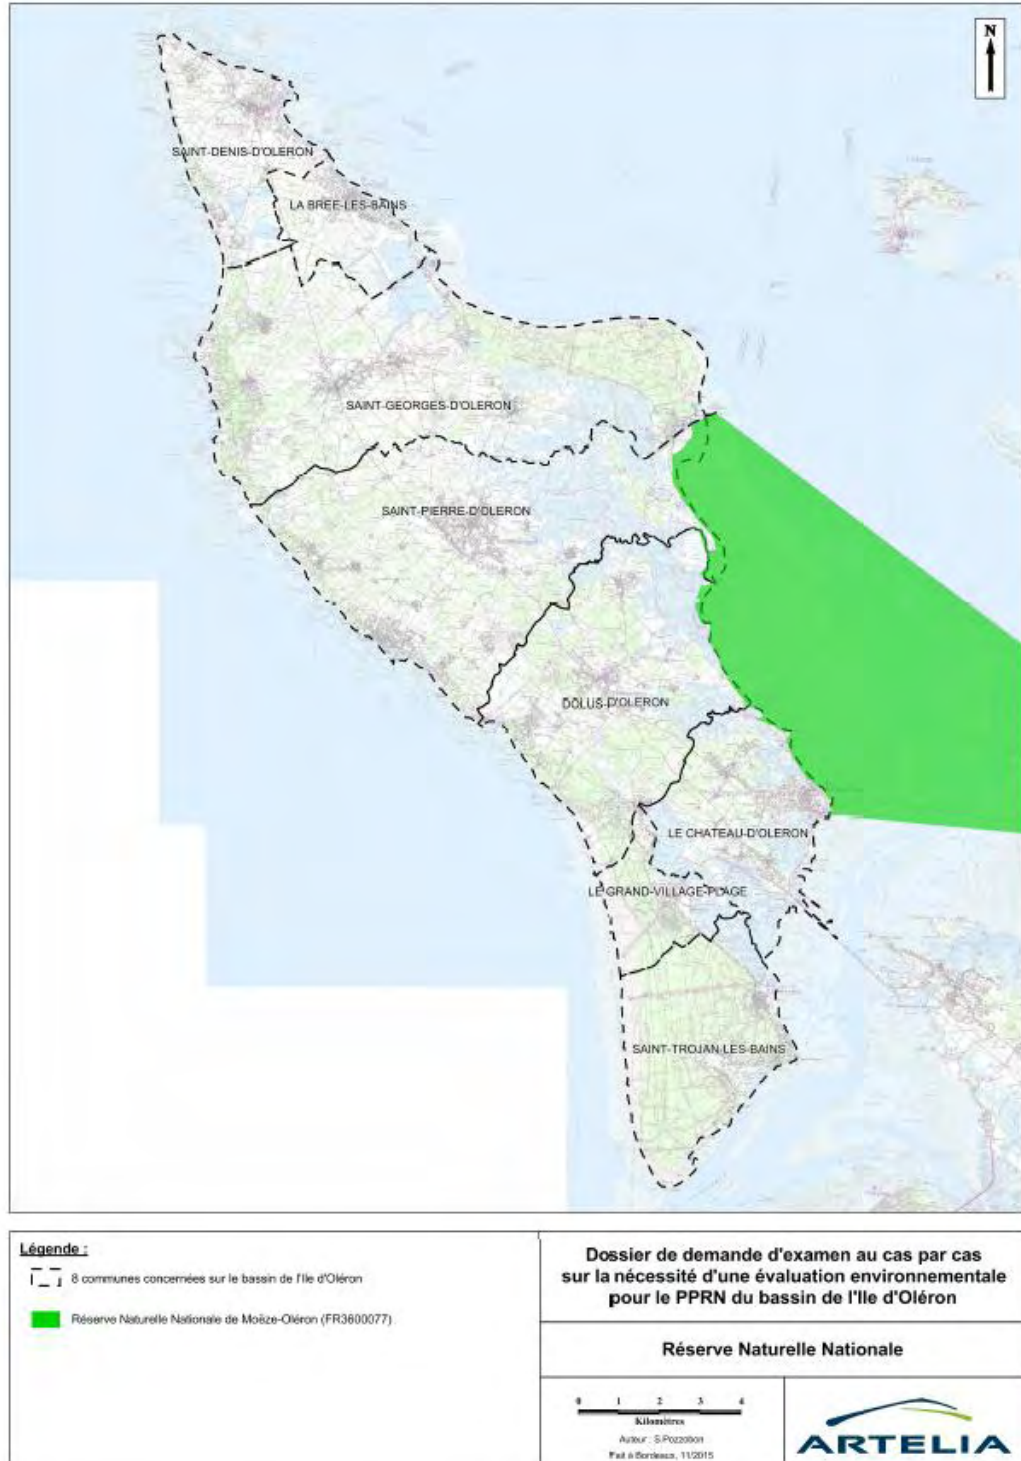 N
SAINT-DENIS-D'OLERON
LA BREE-LES-BAINS
SAINT-GEORGES-D'OLERON
SAINT-PIERRE-D'OLERON
DOLUS-D'OLERON
LE CHATEAU-D'OLERON
LE GRAND-VILLAGE-PLAGE
SAINT-TROJAN-LES-BAINS
Légende :
8 communes concernées sur le bassin de l'Ile d'Oléron
Réserve Naturelle Nationale de Moëze-Oléron (FR3600077)
Dossier de demande d'examen au cas par cas
sur la nécessité d'une évaluation environnementale
pour le PPRN du bassin de l'Ile d'Oléron
Réserve Naturelle Nationale
0 1 2 3 4
Kilomètres
Auteur : S.Pozzobon
Fait à Bordeaux, 11/2015
ARTELIA